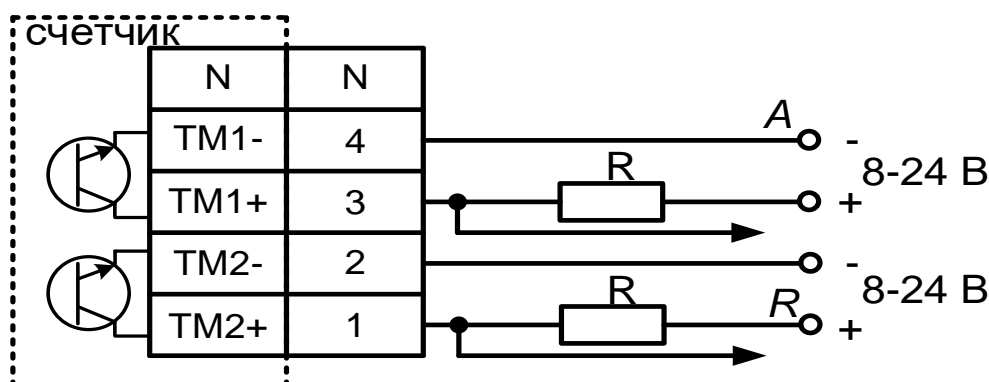 счетчик
N N
TM1- 4 A -
R 8-24 В
TM1+ 3 +
TM2- 2 -
R R 8-24 В
TM2+ 1 +